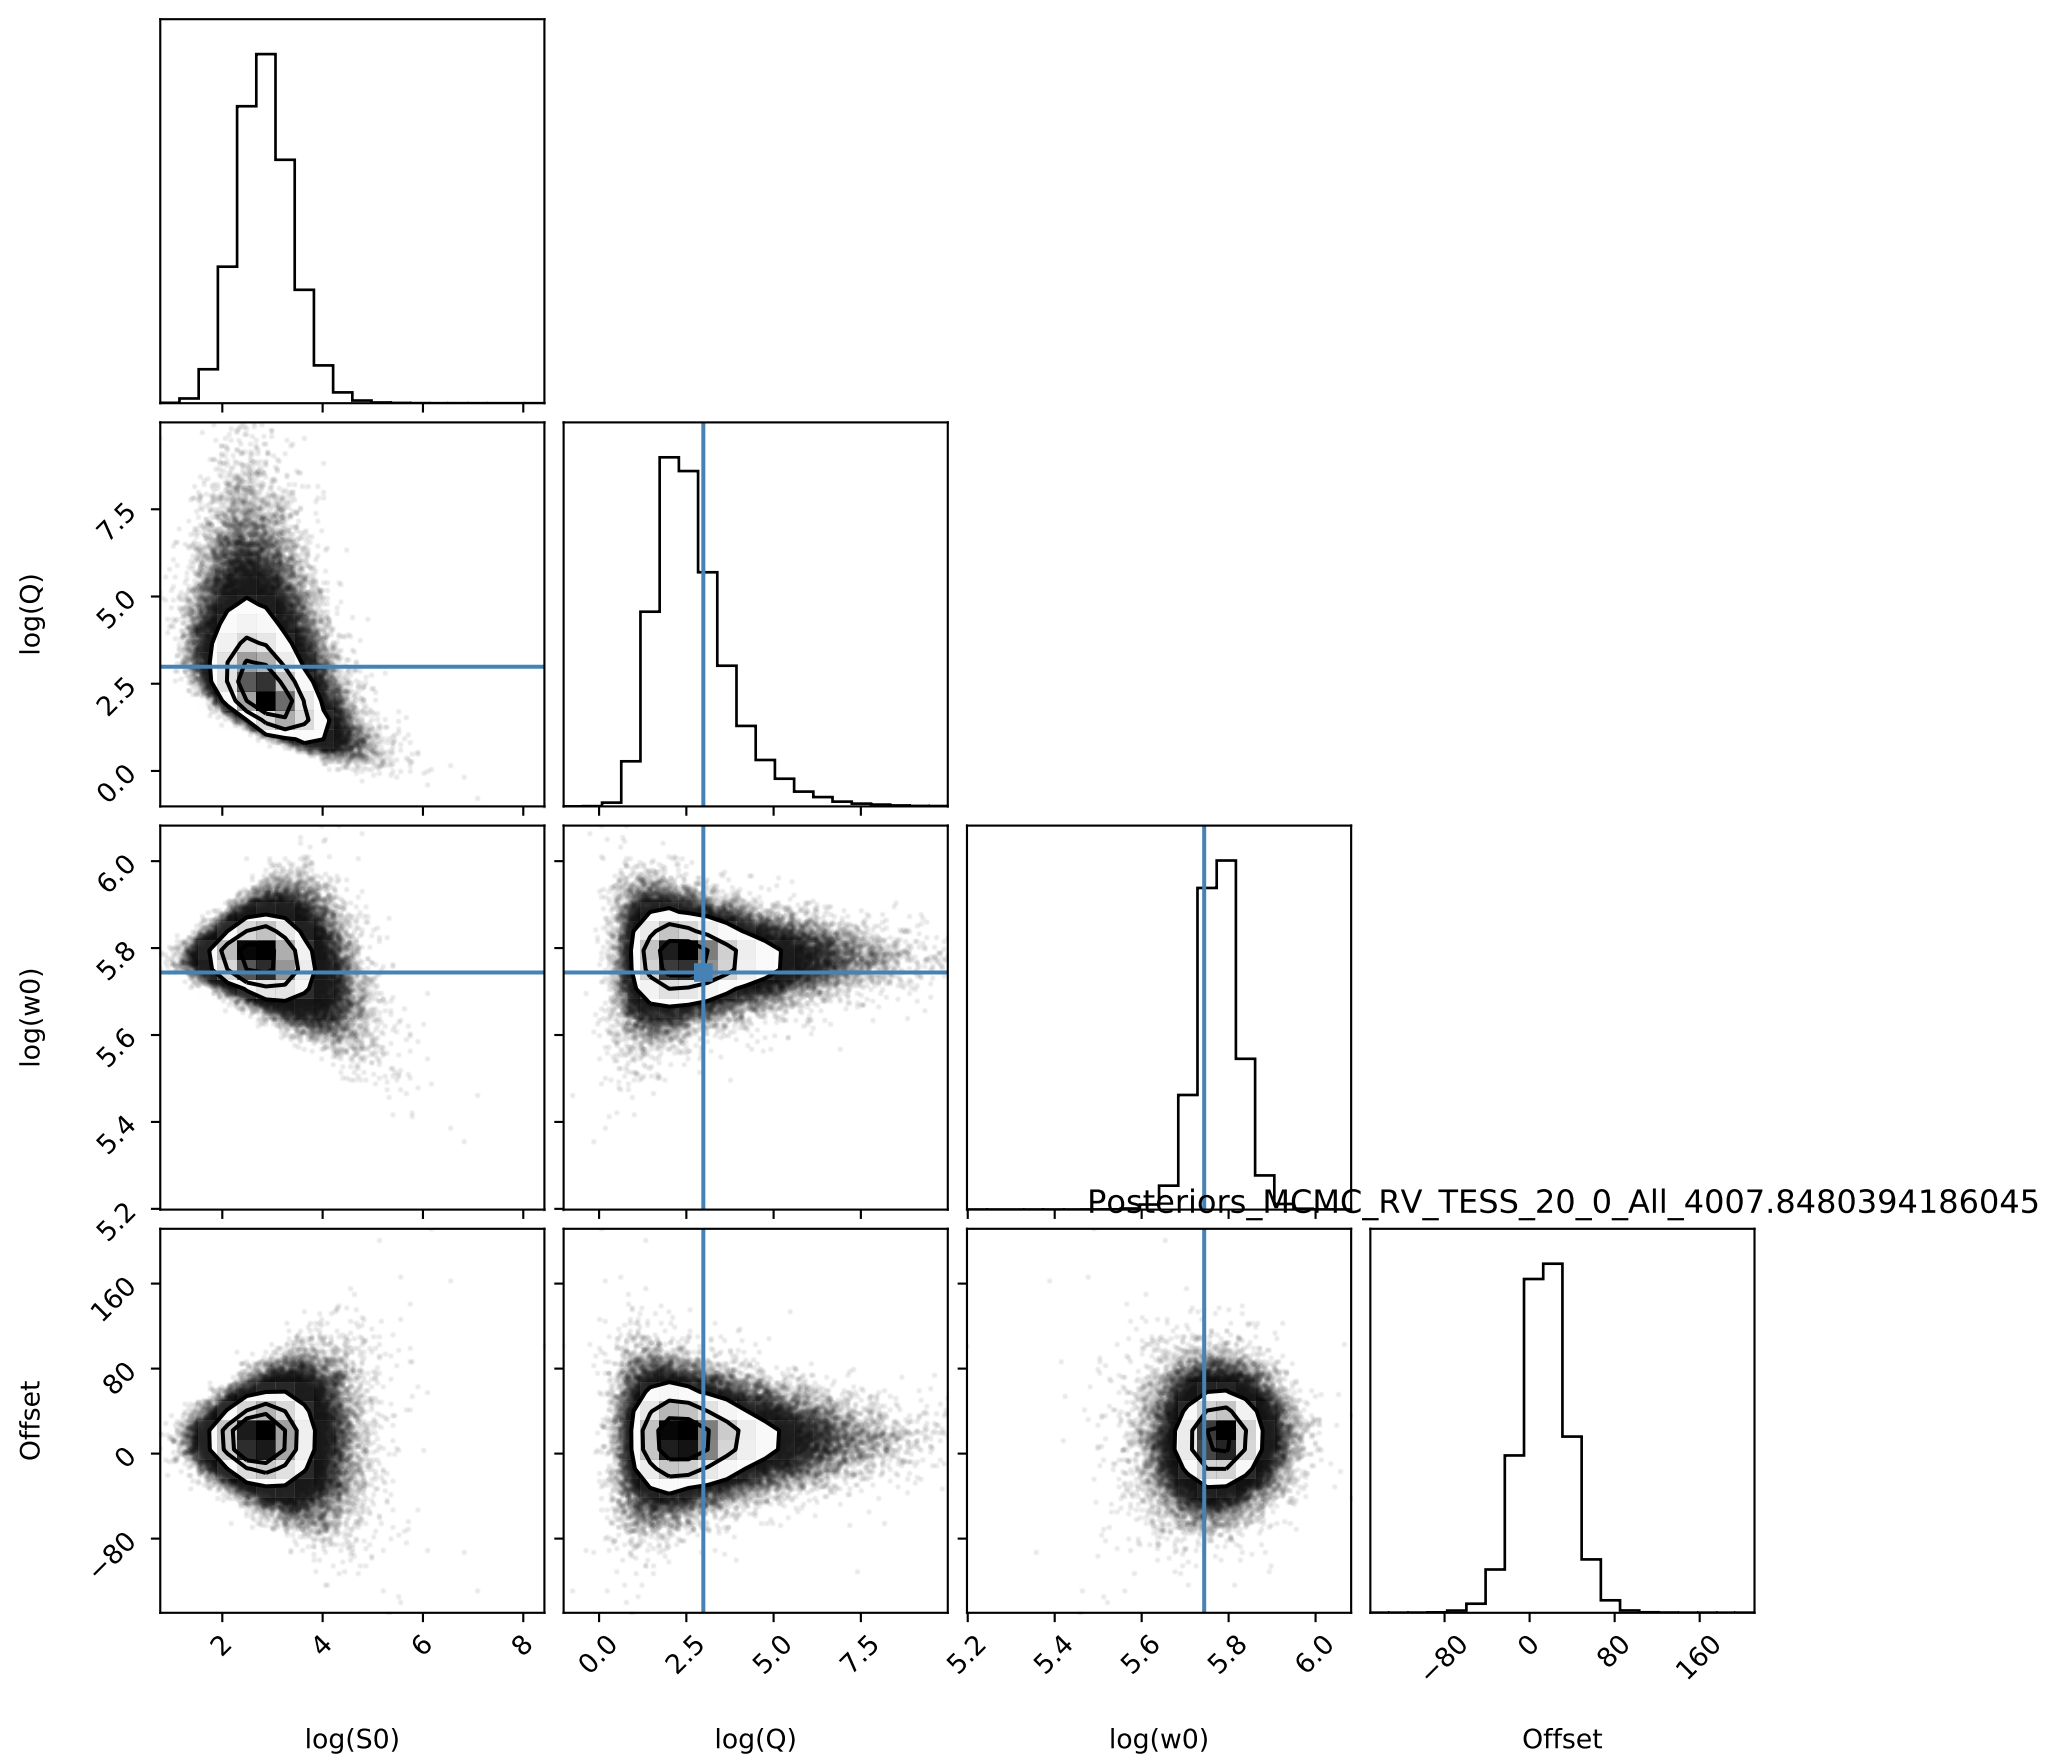 7.5
5.0
2.5
0.0
log(Q)
6.0
5.8
5.6
5.4
5.2
log(w0)
Posteriors_MCMC_RV_TESS_20_0_All_4007.8480394186045
160
80
0
−80
Offset
2 4 6 8 0.0 2.5 5.0 7.5 5.2 5.4 5.6 5.8 6.0 −80 0 80 160
log(S0) log(Q) log(w0) Offset